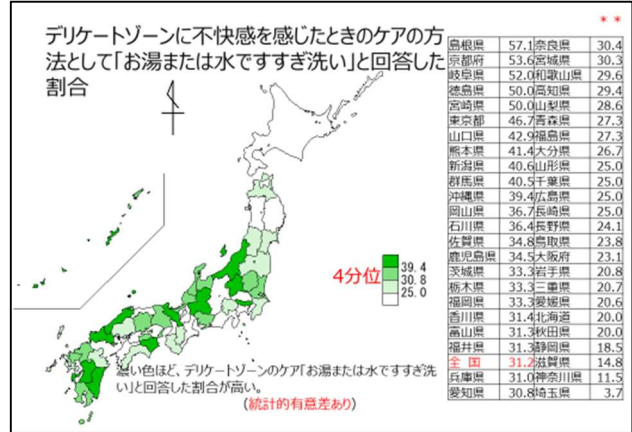 ＊＊
デリケートゾーンに不快感を感じたときのケアの方
法として「お湯または水ですすぎ洗い」と回答した
割合
島根県 57.1 奈良県 30.4
京都府 53.6 宮城県 30.3
岐阜県 52.0 和歌山県 29.6
徳島県 50.0 高知県 29.4
宮崎県 50.0 山梨県 28.6
東京都 46.7 青森県 27.3
山口県 42.9 福島県 27.3
熊本県 41.4 大分県 26.7
新潟県 40.6 山形県 25.0
群馬県 40.5 千葉県 25.0
沖縄県 39.4 広島県 25.0
岡山県 36.7 長崎県 25.0
石川県 36.4 長野県 24.1
佐賀県 34.8 鳥取県 23.8
鹿児島県 34.5 大阪府 23.1
茨城県 33.3 岩手県 20.8
栃木県 33.3 三重県 20.7
福岡県 33.3 愛媛県 20.6
香川県 31.4 北海道 20.0
富山県 31.3 秋田県 20.0
福井県 31.3 静岡県 18.5
全 国 31.2 滋賀県 14.8
兵庫県 31.0 神奈川県 11.5
愛知県 30.8 埼玉県 3.7
4分位
39.4
30.8
25.0
濃い色ほど、デリケートゾーンのケア「お湯または水ですすぎ洗
い」と回答した割合が高い。
（統計的有意差あり）